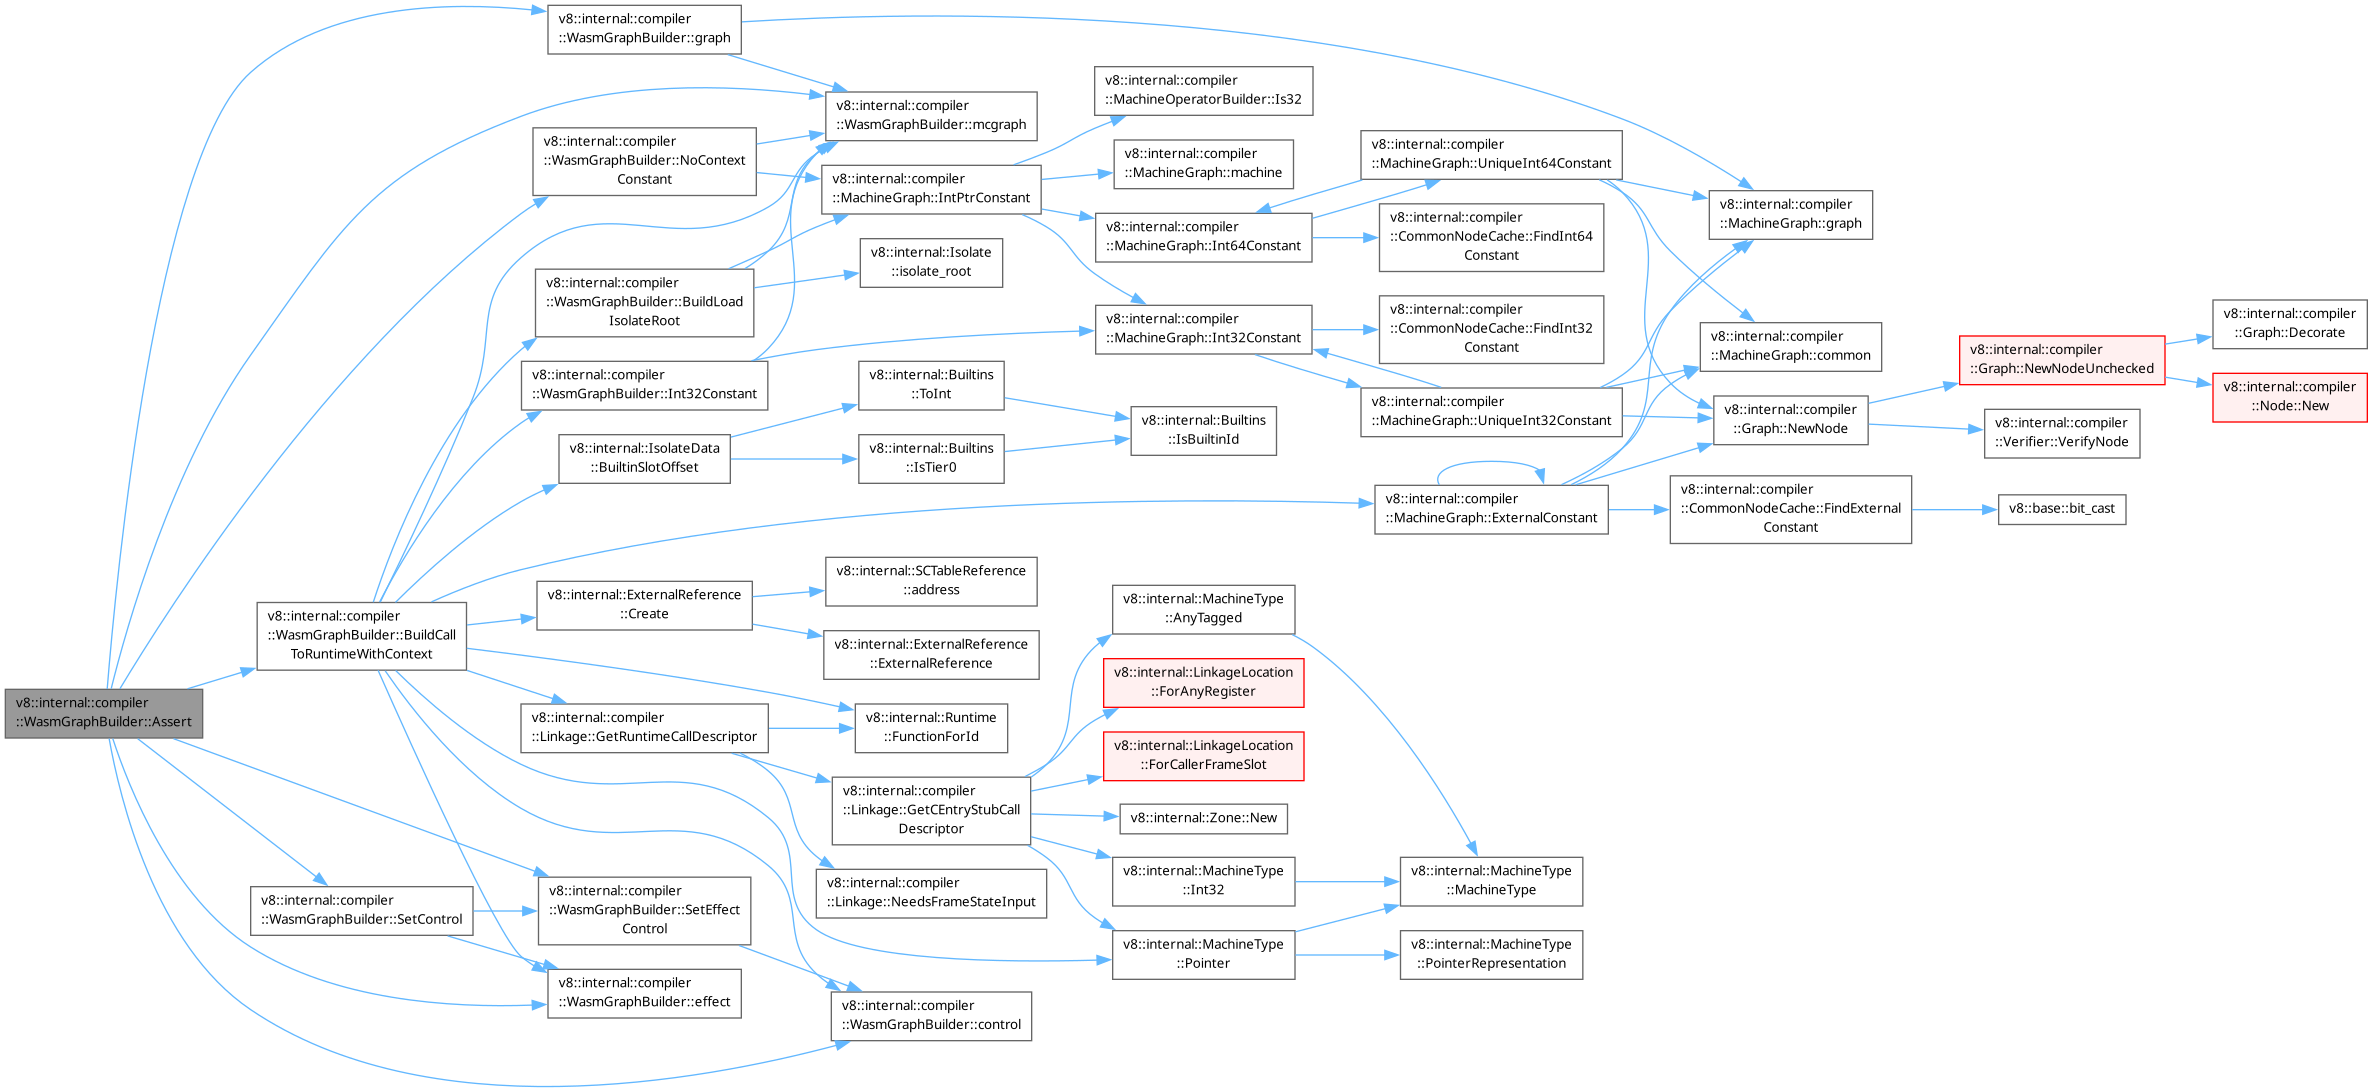 v8::internal::compiler
::WasmGraphBuilder::Assert
v8::internal::compiler
::WasmGraphBuilder::graph
v8::internal::compiler
::WasmGraphBuilder::mcgraph
v8::internal::compiler
::WasmGraphBuilder::NoContext
Constant
v8::internal::compiler
::WasmGraphBuilder::BuildCall
ToRuntimeWithContext
v8::internal::compiler
::WasmGraphBuilder::SetControl
v8::internal::compiler
::WasmGraphBuilder::BuildLoad
IsolateRoot
v8::internal::compiler
::WasmGraphBuilder::Int32Constant
v8::internal::IsolateData
::BuiltinSlotOffset
v8::internal::ExternalReference
::Create
v8::internal::compiler
::Linkage::GetRuntimeCallDescriptor
v8::internal::compiler
::WasmGraphBuilder::SetEffect
Control
v8::internal::compiler
::WasmGraphBuilder::effect
v8::internal::compiler
::MachineGraph::IntPtrConstant
v8::internal::Isolate
::isolate_root
v8::internal::Builtins
::ToInt
v8::internal::Builtins
::IsTier0
v8::internal::SCTableReference
::address
v8::internal::ExternalReference
::ExternalReference
v8::internal::Runtime
::FunctionForId
v8::internal::compiler
::Linkage::GetCEntryStubCall
Descriptor
v8::internal::compiler
::Linkage::NeedsFrameStateInput
v8::internal::compiler
::WasmGraphBuilder::control
v8::internal::compiler
::MachineOperatorBuilder::Is32
v8::internal::compiler
::MachineGraph::machine
v8::internal::compiler
::MachineGraph::Int64Constant
v8::internal::compiler
::MachineGraph::Int32Constant
v8::internal::Builtins
::IsBuiltinId
v8::internal::MachineType
::AnyTagged
v8::internal::LinkageLocation
::ForAnyRegister
v8::internal::LinkageLocation
::ForCallerFrameSlot
v8::internal::Zone::New
v8::internal::MachineType
::Int32
v8::internal::MachineType
::Pointer
v8::internal::compiler
::MachineGraph::UniqueInt64Constant
v8::internal::compiler
::CommonNodeCache::FindInt64
Constant
v8::internal::compiler
::CommonNodeCache::FindInt32
Constant
v8::internal::compiler
::MachineGraph::UniqueInt32Constant
v8::internal::compiler
::MachineGraph::ExternalConstant
v8::internal::MachineType
::MachineType
v8::internal::MachineType
::PointerRepresentation
v8::internal::compiler
::MachineGraph::graph
v8::internal::compiler
::MachineGraph::common
v8::internal::compiler
::Graph::NewNode
v8::internal::compiler
::CommonNodeCache::FindExternal
Constant
v8::internal::compiler
::Graph::NewNodeUnchecked
v8::internal::compiler
::Verifier::VerifyNode
v8::base::bit_cast
v8::internal::compiler
::Graph::Decorate
v8::internal::compiler
::Node::New